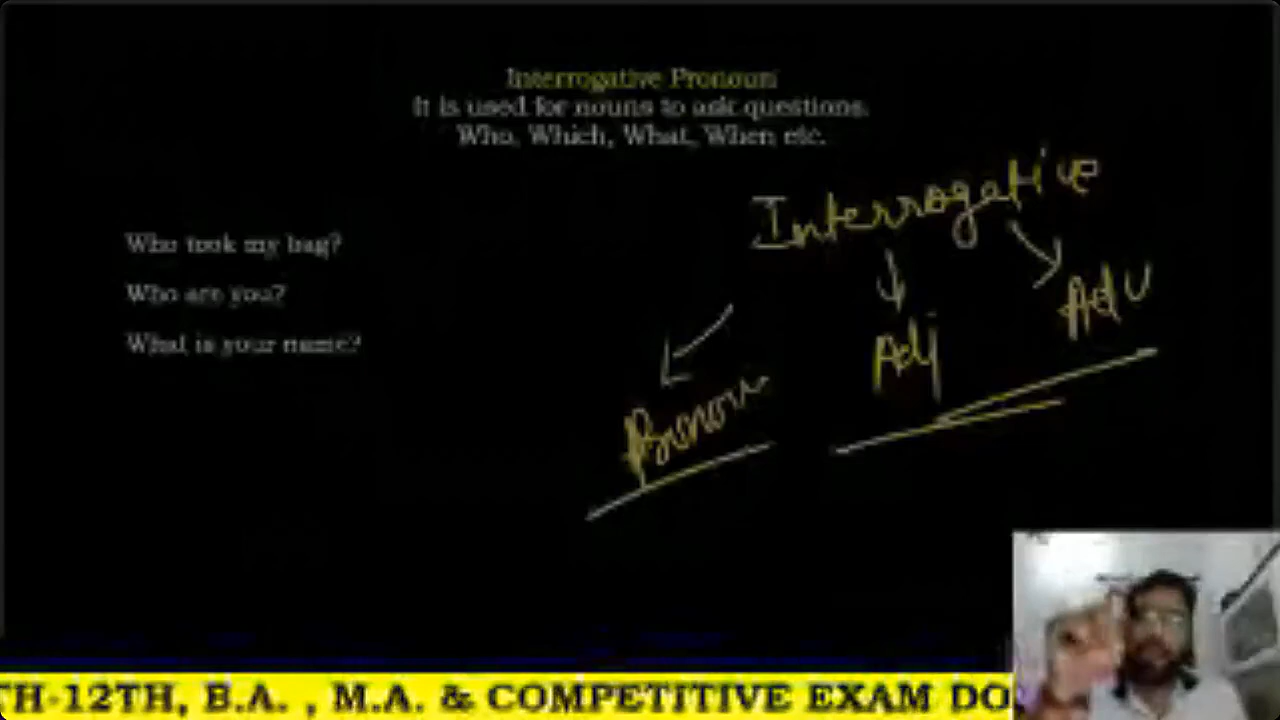 Interrogative Pronoun
It is used for nouns to ask questions.
Who, Which, What, When etc.
Who took my bag?
Who are you?
What is your name?
Interrogative
Adj
Adv
TH-12TH, B.A. , M.A. & COMPETITIVE EXAM DO